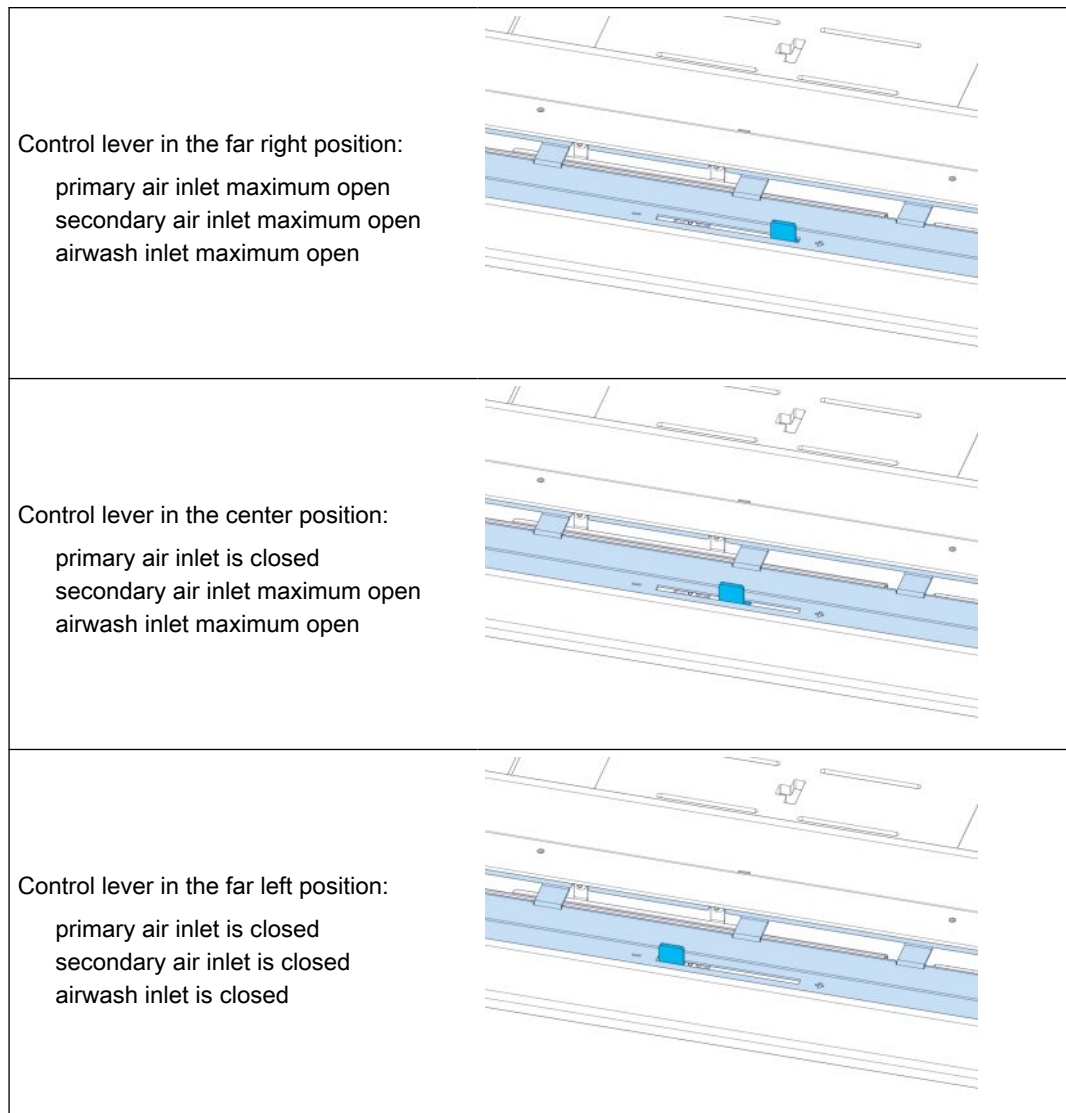 Control lever in the far right position:
primary air inlet maximum open
secondary air inlet maximum open
airwash inlet maximum open
Control lever in the center position:
primary air inlet is closed
secondary air inlet maximum open
airwash inlet maximum open
Control lever in the far left position:
primary air inlet is closed
secondary air inlet is closed
airwash inlet is closed